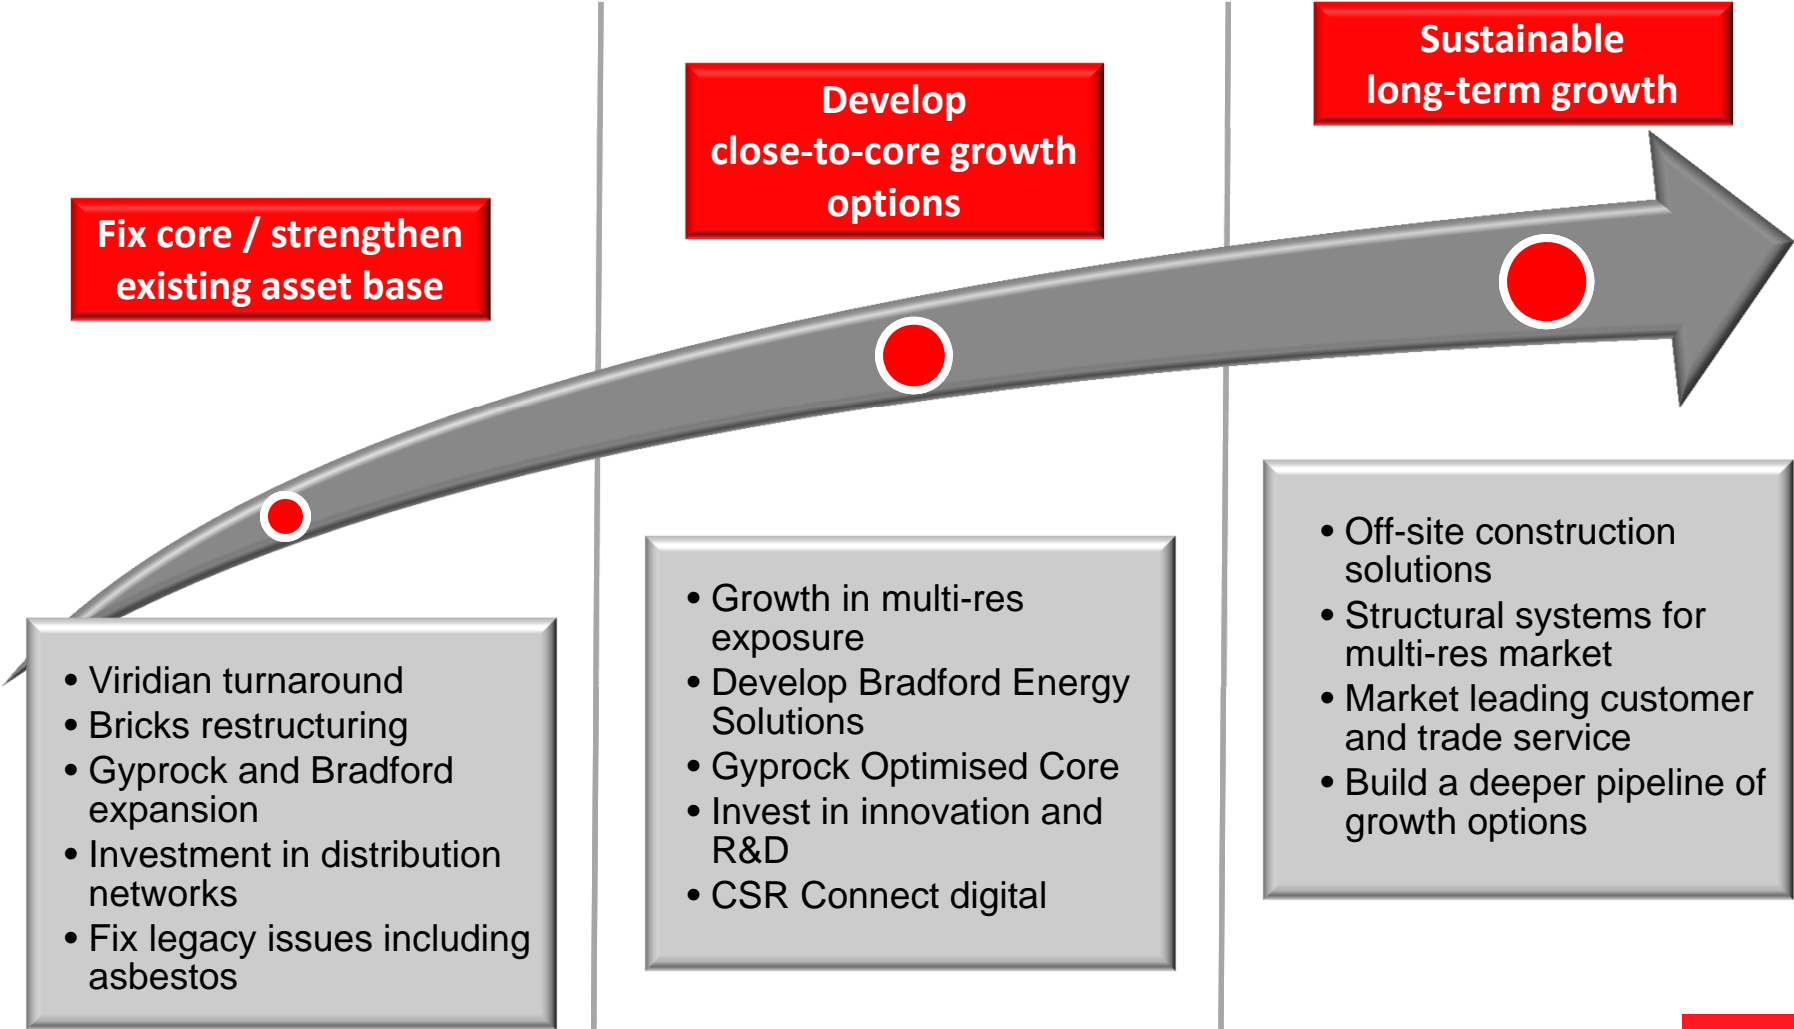 Fix core / strengthen
existing asset base
• Viridian turnaround
• Bricks restructuring
• Gyprock and Bradford
expansion
• Investment in distribution
networks
• Fix legacy issues including
asbestos
Develop
close-to-core growth
options
• Growth in multi-res
exposure
• Develop Bradford Energy
Solutions
• Gyprock Optimised Core
• Invest in innovation and
R&D
• CSR Connect digital
Sustainable
long-term growth
• Off-site construction
solutions
• Structural systems for
multi-res market
• Market leading customer
and trade service
• Build a deeper pipeline of
growth options